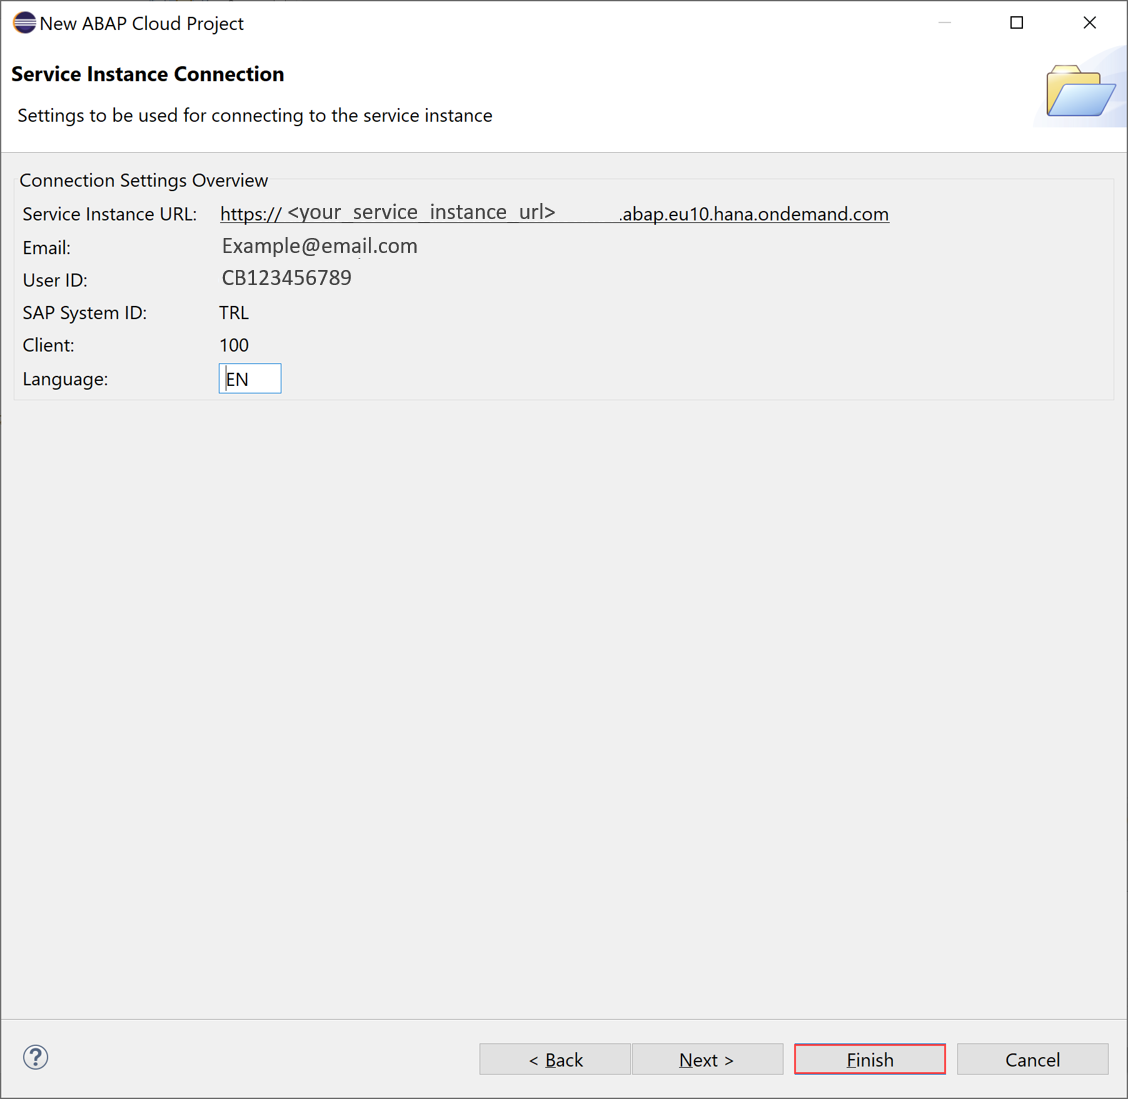 New ABAP Cloud Project
Service Instance Connection
Settings to be used for connecting to the service instance
Connection Settings Overview
Service Instance URL: https:// <your_service_instance_url> .abap.eu10.hana.ondemand.com
Email: Example@email.com
User ID: CB123456789
SAP System ID: TRL
Client: 100
Language: EN
? < Back Next > Finish Cancel